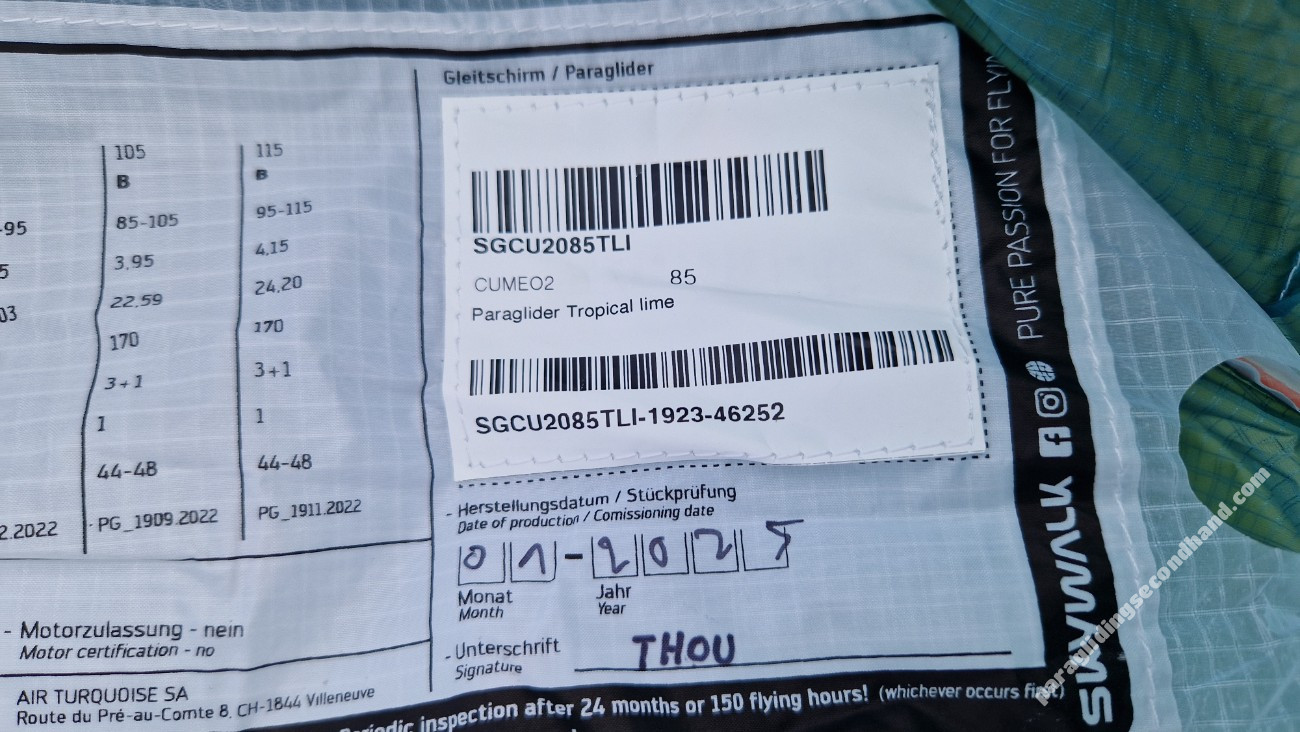 105
B
85-105
3,95
22,59
170
3+1
1
44-48
PG_1909.2022
115
B
95-115
4,15
24,20
170
3+1
1
44-48
PG_1911.2022
-95
5
03
2.2022
- Motorzulassung - nein
Motor certification - no
AIR TURQUOISE SA
Route du Pré-au-Comte 8, CH-1844 Villeneuve
Gleitschirm / Paraglider
SGCU2085TLI
CUMEO2 85
Paraglider Tropical lime
SGCU2085TLI-1923-46252
- Herstellungsdatum / Stückprüfung
Date of production / Comissioning date
01-2025
Monat Jahr
Month Year
- Unterschrift
Signature
THOU
Periodic inspection after 24 months or 150 flying hours! (whichever occurs first)
PURE PASSION FOR FLYIN
SKYWALK
paraglidingsecondhand.com